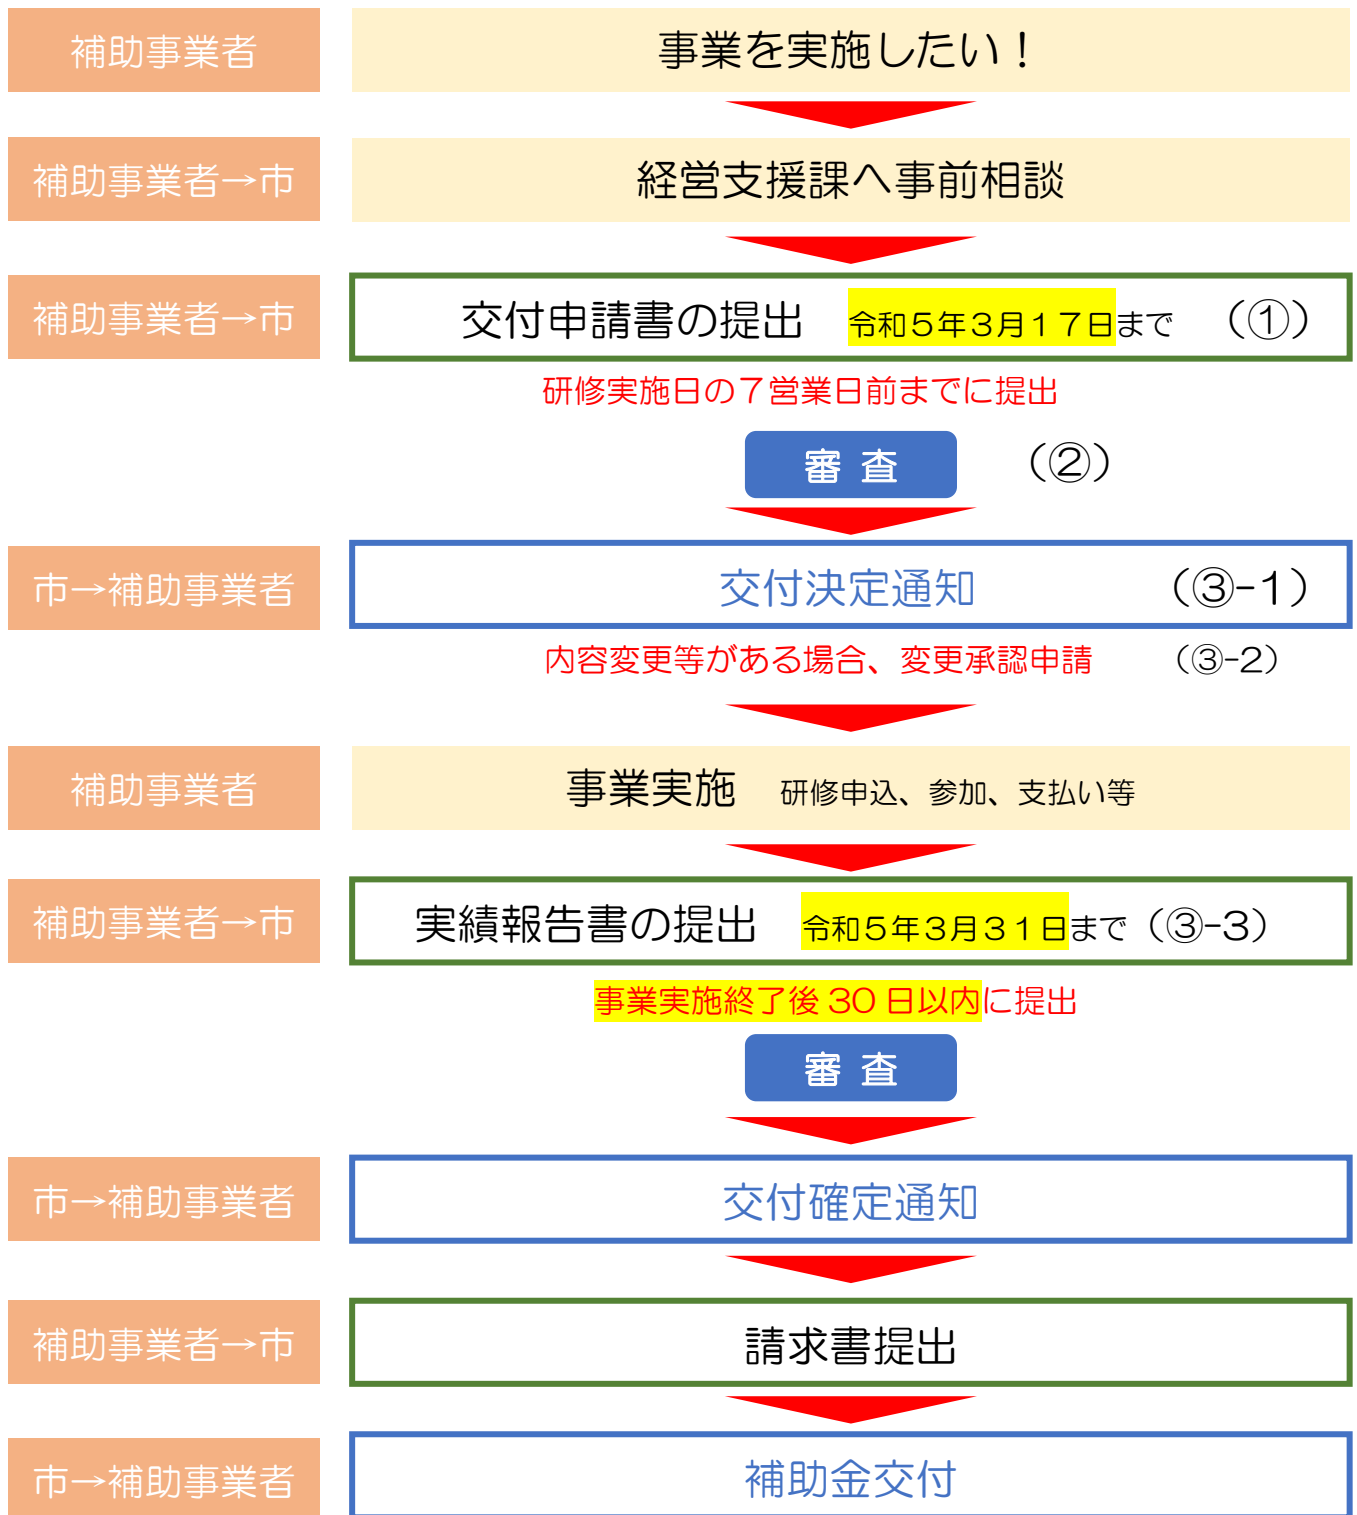 補助事業者
事業を実施したい！
補助事業者→市
経営支援課へ事前相談
補助事業者→市
交付申請書の提出　令和５年３月１７日まで　（①）
研修実施日の７営業日前までに提出
審 査　（②）
市→補助事業者
交付決定通知　（③-１）
内容変更等がある場合、変更承認申請　（③-２）
補助事業者
事業実施　研修申込、参加、支払い等
補助事業者→市
実績報告書の提出　令和５年３月３１日まで（③-３）
事業実施終了後 30 日以内に提出
審 査
市→補助事業者
交付確定通知
補助事業者→市
請求書提出
市→補助事業者
補助金交付